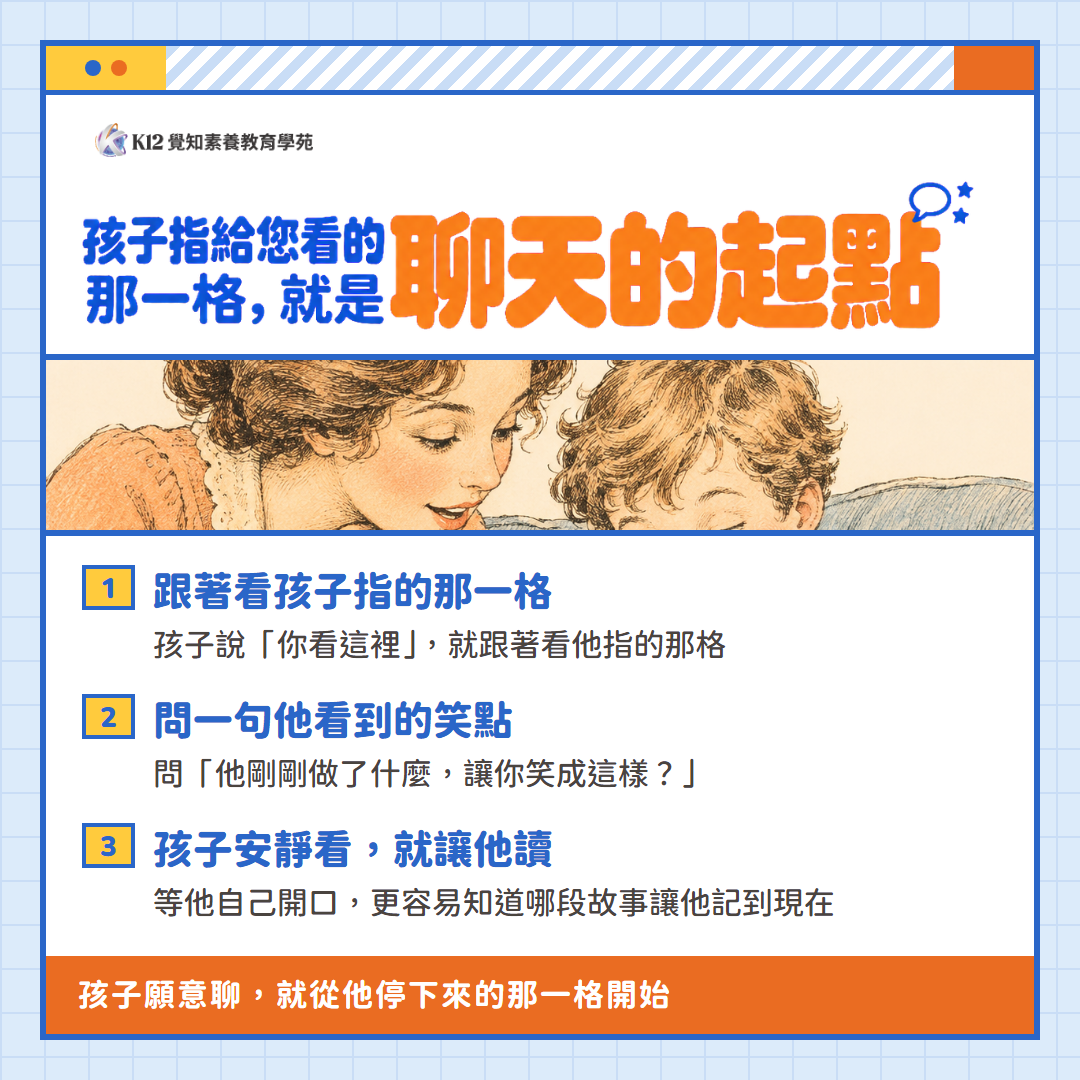 K12 覺知素養教育學苑
孩子指給您看的
那一格，就是
聊天的起點
1 跟著看孩子指的那一格
孩子說「你看這裡」，就跟著看他指的那格
2 問一句他看到的笑點
問「他剛剛做了什麼，讓你笑成這樣？」
3 孩子安靜看，就讓他讀
等他自己開口，更容易知道哪段故事讓他記到現在
孩子願意聊，就從他停下來的那一格開始